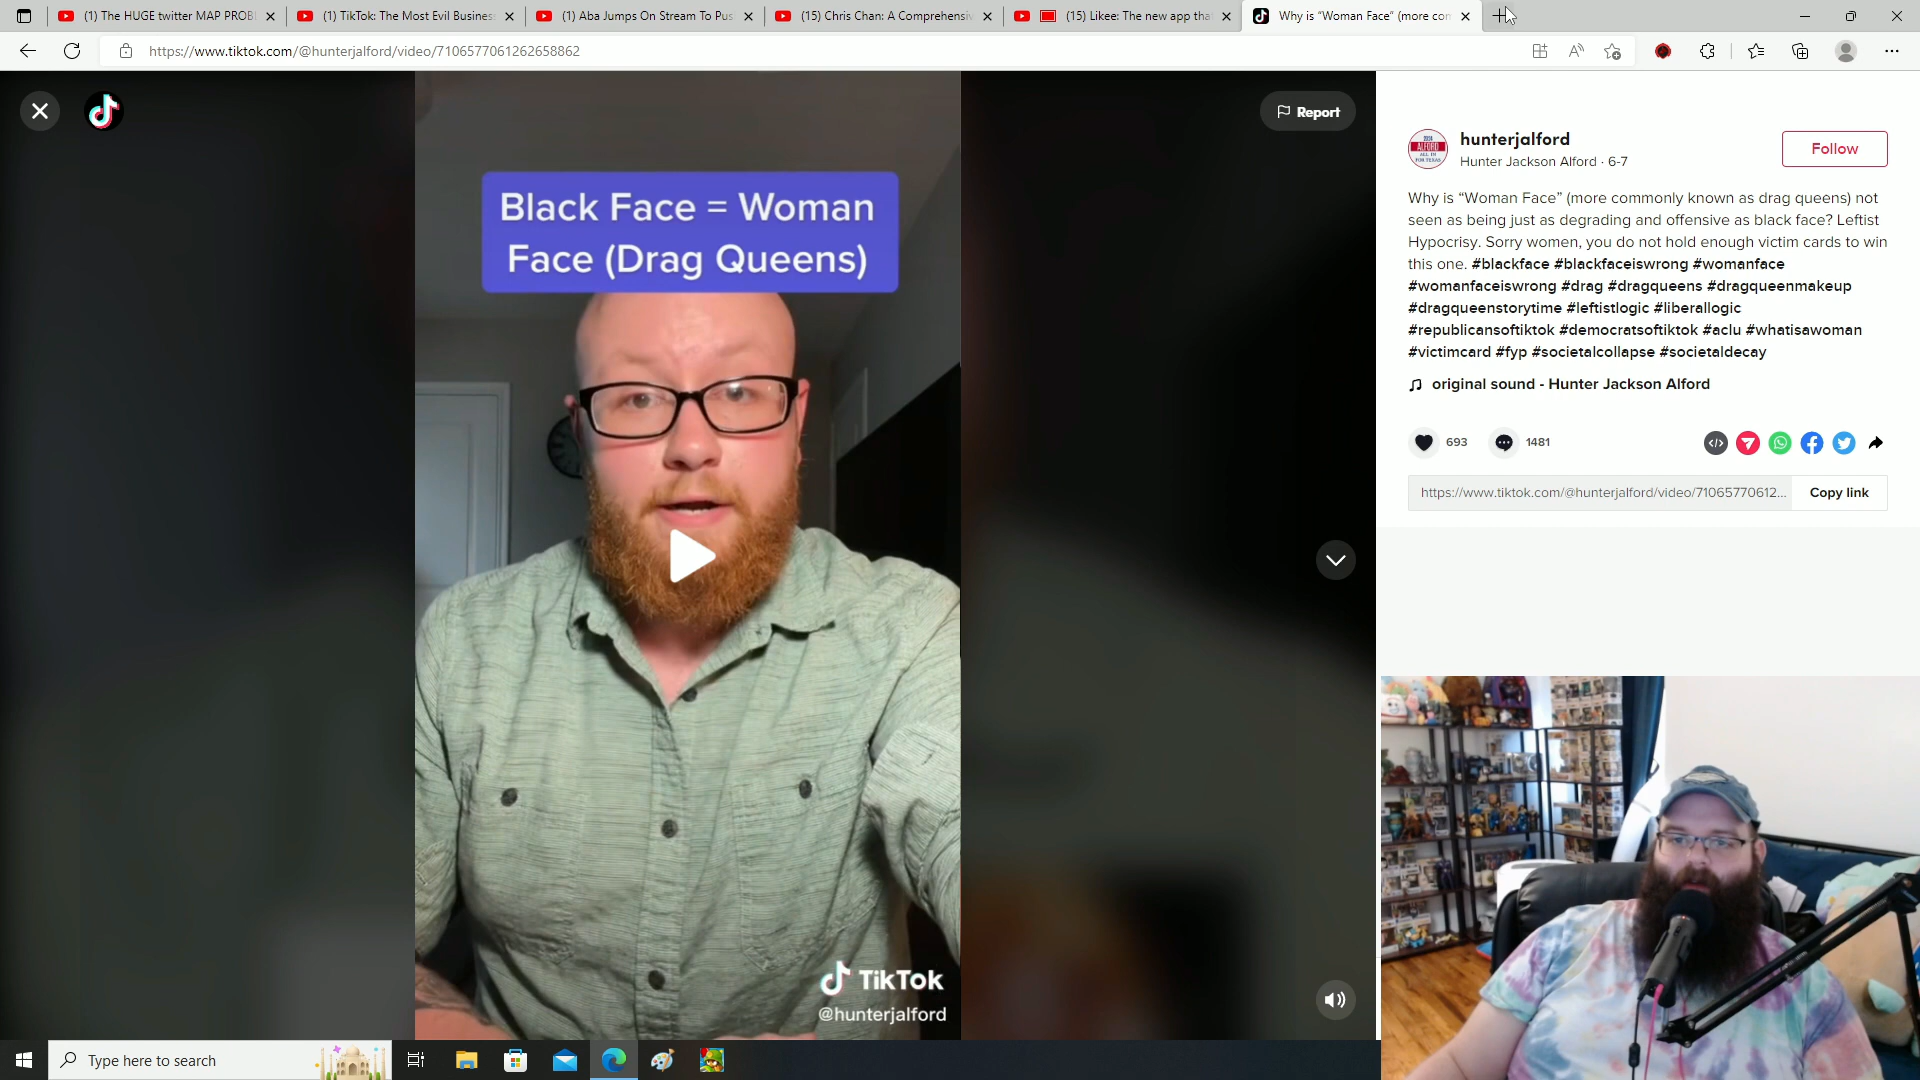 (1) The HUGE twitter MAP PROBL
(1) TikTok: The Most Evil Business
(1) Aba Jumps On Stream To Pus
(15) Chris Chan: A Comprehensiv
(15) Likee: The new app that
Why is “Woman Face” (more com
https://www.tiktok.com/@hunterjalford/video/7106577061262658862
Report
Black Face = Woman
Face (Drag Queens)
TikTok
@hunterjalford
ALFORD
hunterjalford
Hunter Jackson Alford · 6-7
Follow
Why is “Woman Face” (more commonly known as drag queens) not
seen as being just as degrading and offensive as black face? Leftist
Hypocrisy. Sorry women, you do not hold enough victim cards to win
this one. #blackface #blackfaceiswrong #womanface
#womanfaceiswrong #drag #dragqueens #dragqueenmakeup
#dragqueenstorytime #leftistlogic #liberallogic
#republicansoftiktok #democratsoftiktok #aclu #whatisawoman
#victimcard #fyp #societalcollapse #societaldecay
original sound - Hunter Jackson Alford
693
1481
https://www.tiktok.com/@hunterjalford/video/71065770612...
Copy link
Type here to search